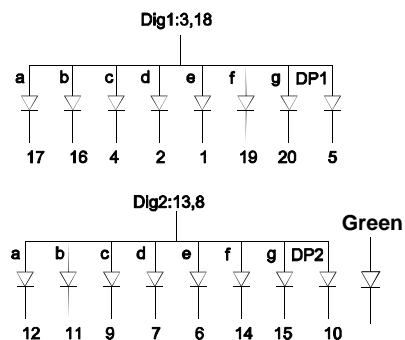 Dig1:3,18
a b c d e f g DP1
17 16 4 2 1 19 20 5
Dig2:13,8
Green
a b c d e f g DP2
12 11 9 7 6 14 15 10